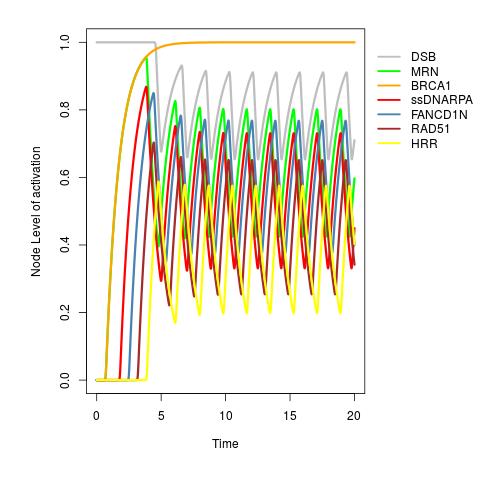 Node Level of activation
1.0
0.8
0.6
0.4
0.2
0.0
0 5 10 15 20
Time
DSB
MRN
BRCA1
ssDNARPA
FANCD1N
RAD51
HRR